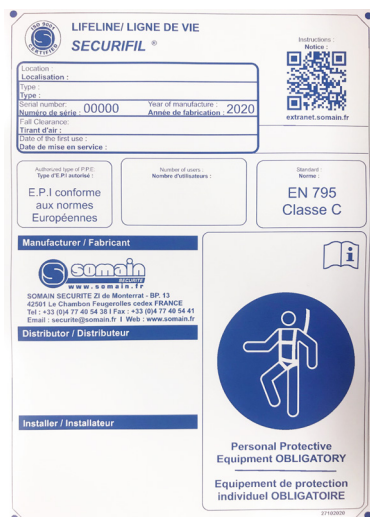 ISO 9001
CERTIFIED
LIFELINE/ LIGNE DE VIE
SECURIFIL ®
Instructions :
Notice :
extranet.somain.fr
Location :
Localisation :
Type :
Type :
Serial number:
Numéro de série : 00000
Year of manufacture :
Année de fabrication : 2020
Fall Clearance:
Tirant d'air :
Date of the first use :
Date de mise en service :
Authorized type of P.P.E:
Type d'E.P.I autorisé :
E.P.I conforme
aux normes
Européennes
Number of users :
Nombre d'utilisateurs :
Standard :
Norme :
EN 795
Classe C
Manufacturer / Fabricant
somain
SECURITE
www.somain.fr
SOMAIN SECURITE ZI de Monterrat - BP. 13
42501 Le Chambon Feugerolles cedex FRANCE
Tel : +33 (0)4 77 40 54 38 I Fax : +33 (0)4 77 40 54 41
Email : securite@somain.fr I Web : www.somain.fr
Distributor / Distributeur
Installer / Installateur
i
Personal Protective
Equipment OBLIGATORY
Equipement de protection
individuel OBLIGATOIRE
27102020